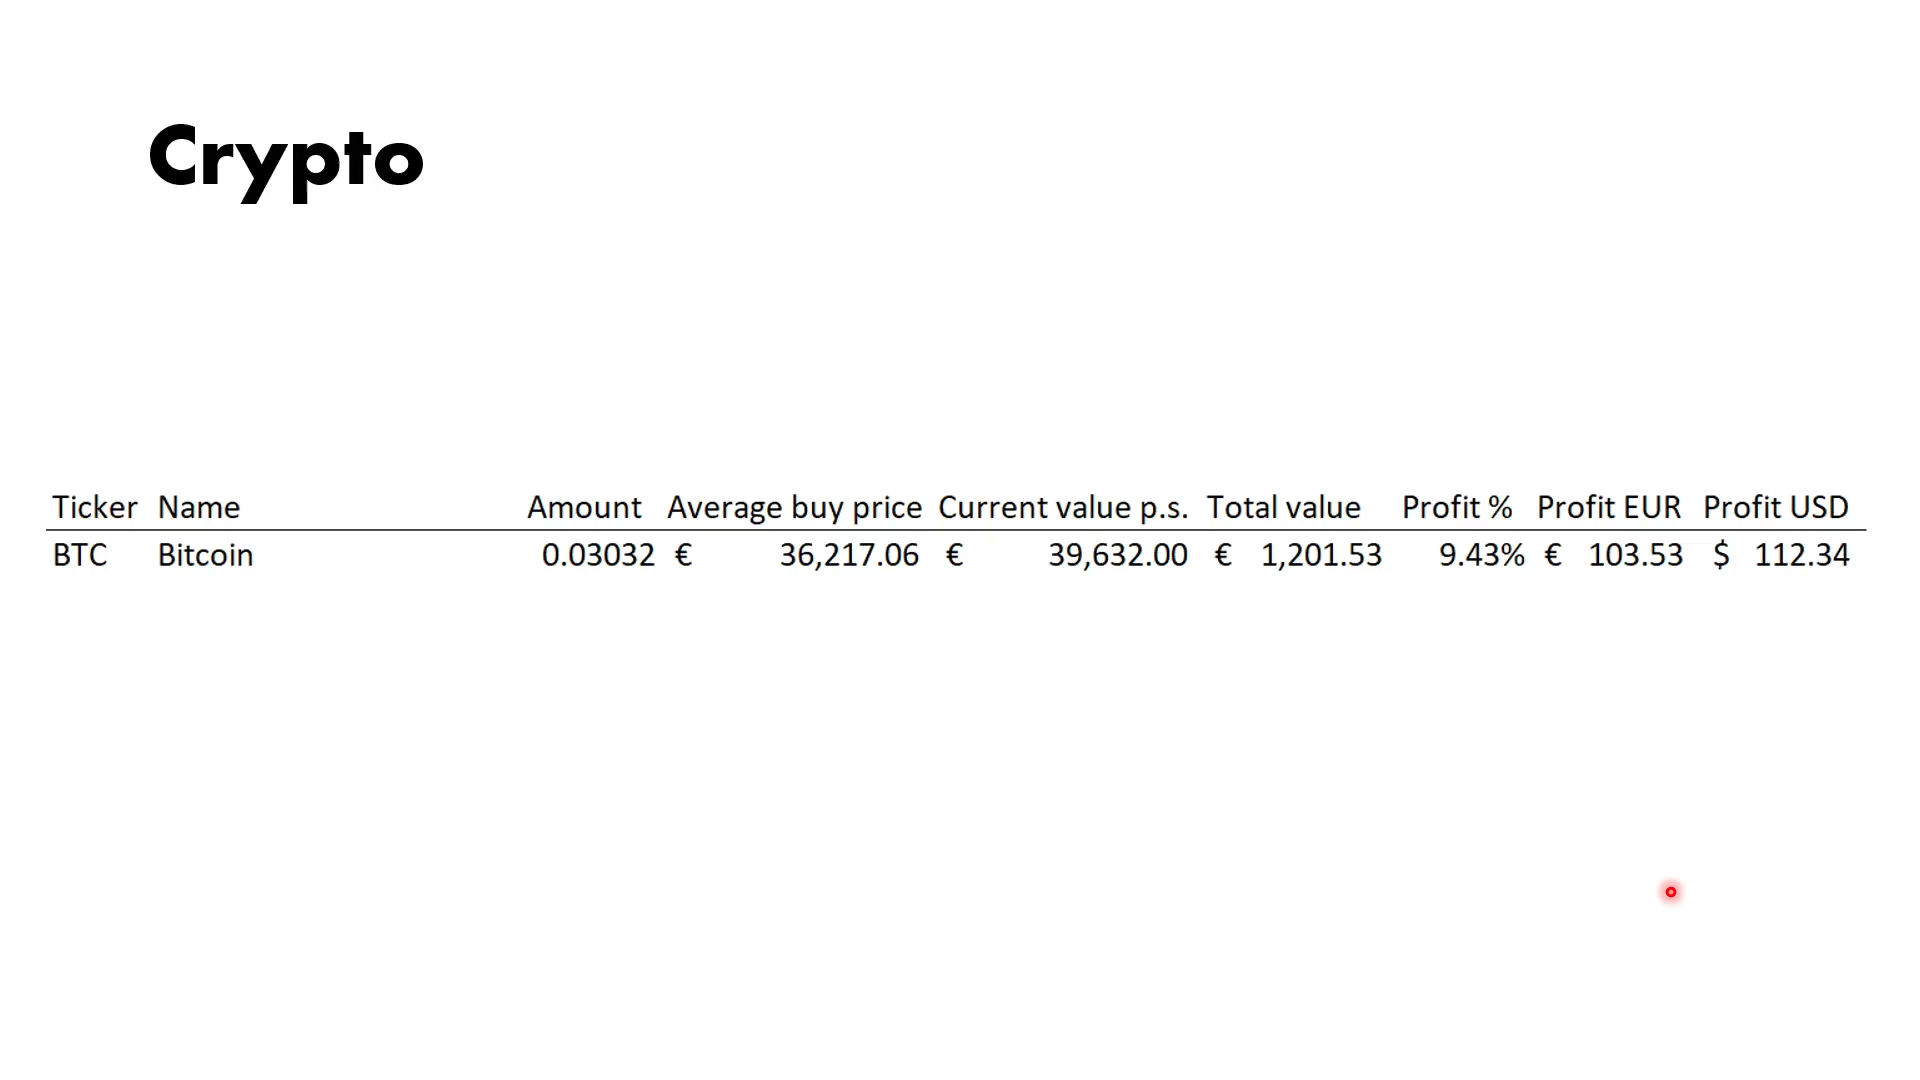 Crypto
Ticker Name Amount Average buy price Current value p.s. Total value Profit % Profit EUR Profit USD
BTC Bitcoin 0.03032 € 36,217.06 € 39,632.00 € 1,201.53 9.43% € 103.53 $ 112.34